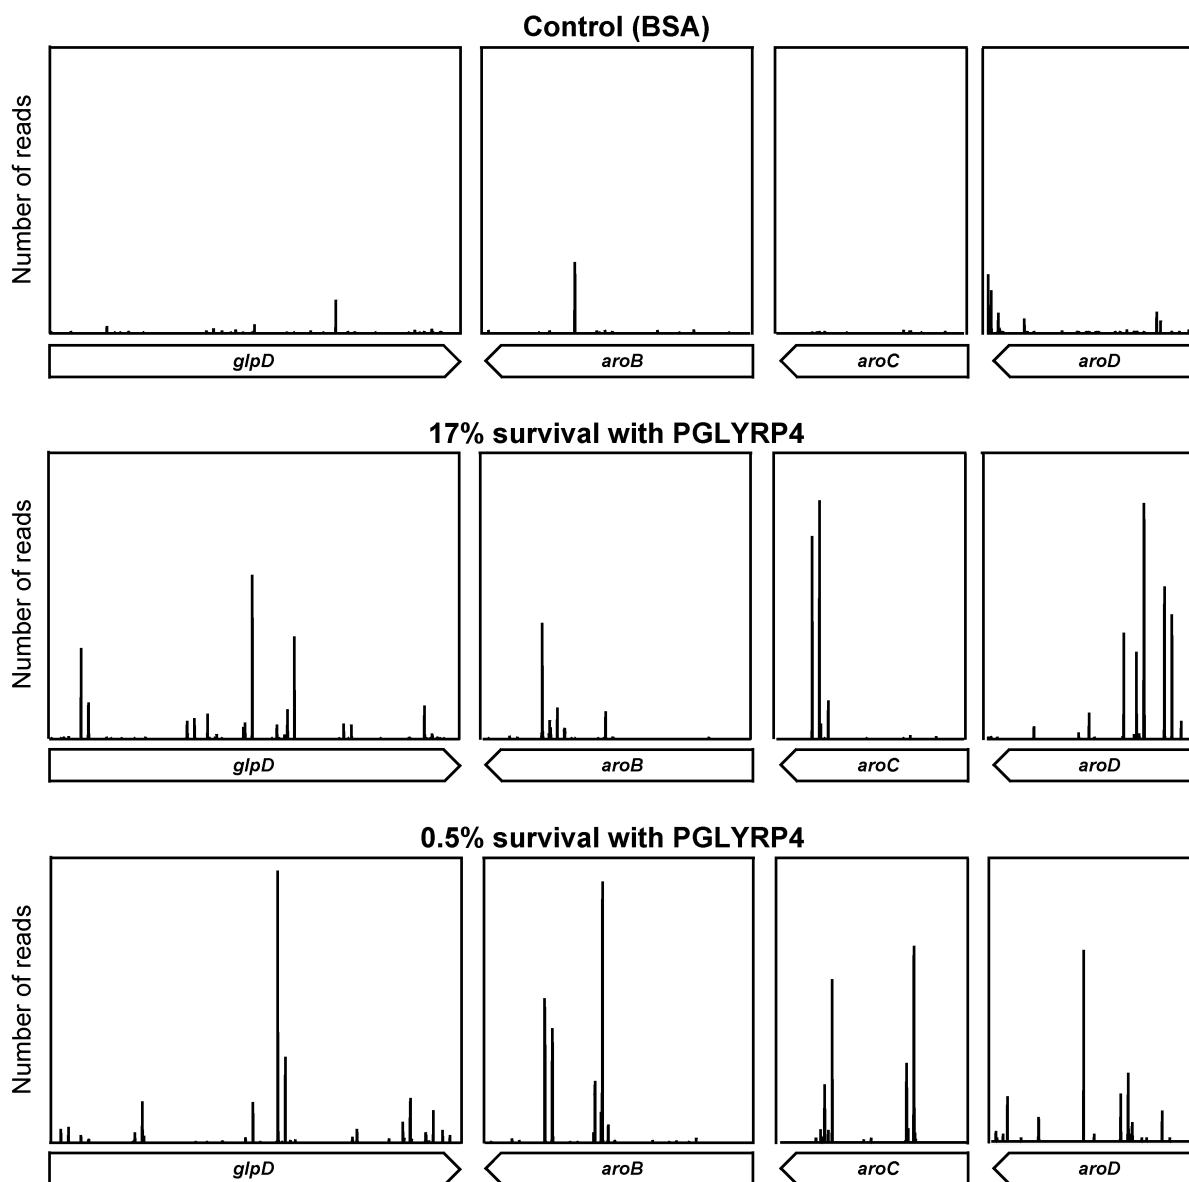 Control (BSA)
Number of reads
glpD aroB aroC aroD
17% survival with PGLYRP4
Number of reads
glpD aroB aroC aroD
0.5% survival with PGLYRP4
Number of reads
glpD aroB aroC aroD